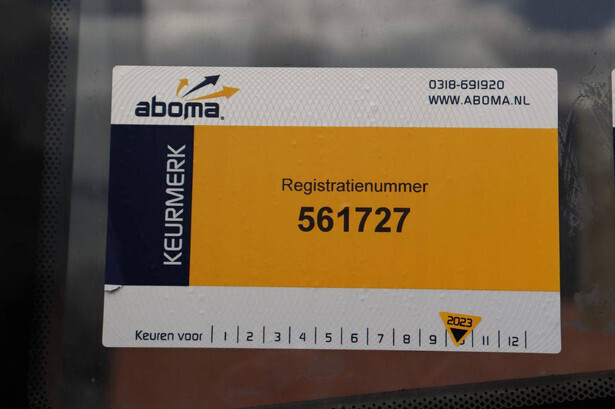 aboma.
0318-691920
WWW.ABOMA.NL
KEURMERK
Registratienummer
561727
2023
Keuren voor | 1 | 2 | 3 | 4 | 5 | 6 | 7 | 8 | 9 | | 11 | 12 |